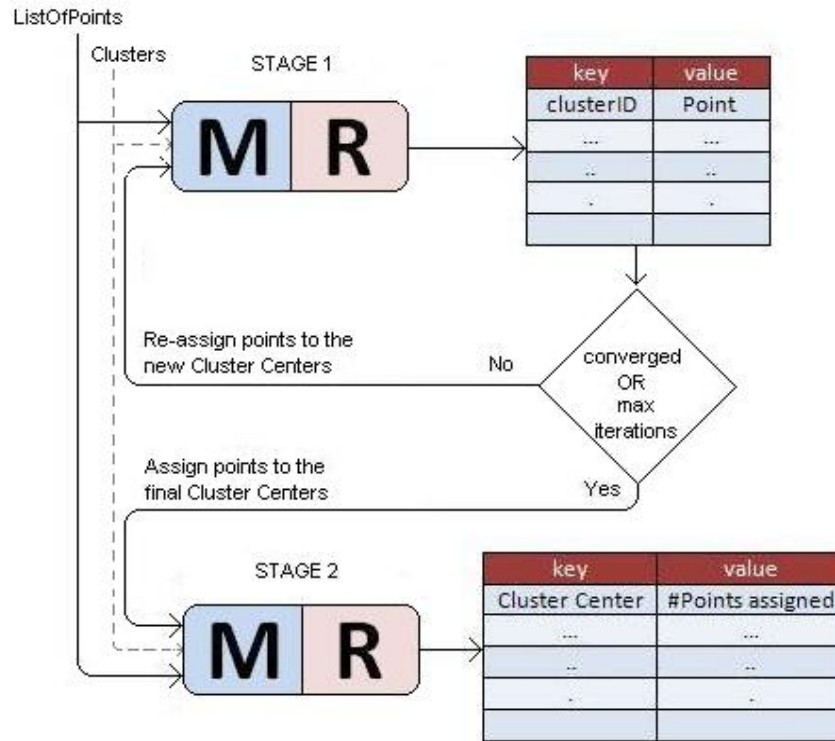 ListOfPoints
Clusters
STAGE 1
M R
key value
clusterID Point
... ...
.. ..
. .
Re-assign points to the
new Cluster Centers
No
converged
OR
max
iterations
Assign points to the
final Cluster Centers
Yes
STAGE 2
M R
key value
Cluster Center #Points assigned
... ...
.. ..
. .